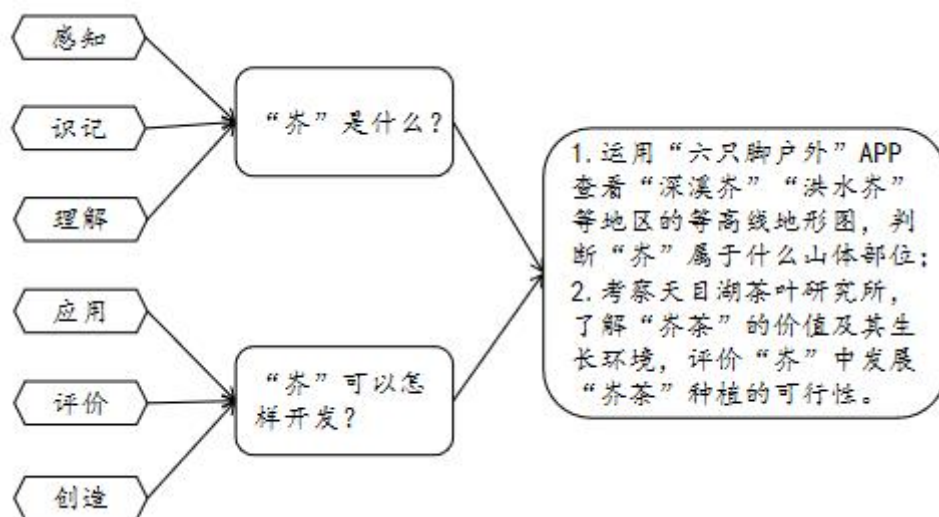 感知
识记
理解
应用
评价
创造
“岕”是什么？
“岕”可以怎
样开发？
1.运用“六只脚户外”APP
查看“深溪岕”“洪水岕”
等地区的等高线地形图，判
断“岕”属于什么山体部位；
2.考察天目湖茶叶研究所，
了解“岕茶”的价值及其生
长环境，评价“岕”中发展
“岕茶”种植的可行性。